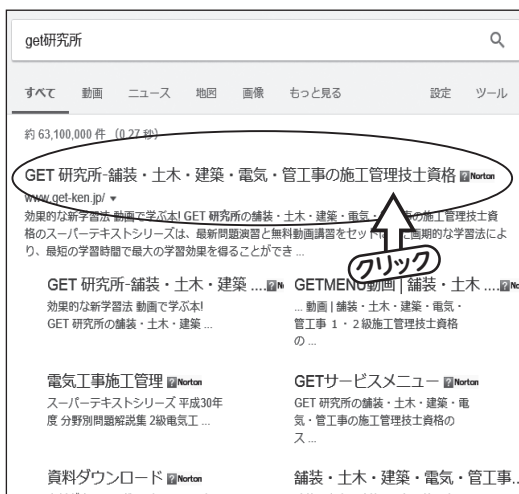 get研究所
すべて 動画 ニュース 地図 画像 もっと見る 設定 ツール
約 63,100,000 件 (0.27 秒)
GET 研究所-舗装・土木・建築・電気・管工事の施工管理技士資格 ?Norton
www.get-ken.jp/ ▼
効果的な新学習法 動画で学ぶ本! GET 研究所の舗装・土木・建築・電気・ の施工管理技士資
格のスーパーテキストシリーズは、最新問題演習と無料動画講習をセットに 画期的な学習法によ
り、最短の学習時間で最大の学習効果を得ることができ ...
クリック
GET 研究所-舗装・土木・建築 ....?N
効果的な新学習法 動画で学ぶ本!
GET 研究所の舗装・土木・建築 ...
GETMENU動画 | 舗装・土木 ....?No
... 動画 | 舗装・土木・建築・電気・
管工事 1・2級施工管理技士資格
の ...
電気工事施工管理 ?Norton
スーパーテキストシリーズ 平成30年
度 分野別問題解説集 2級電気工 ...
GETサービスメニュー ?Norton
GET 研究所の舗装・土木・建築・電
気・管工事の施工管理技士資格の
ス ...
資料ダウンロード ?Norton
舗装・土木・建築・電気・管工事..